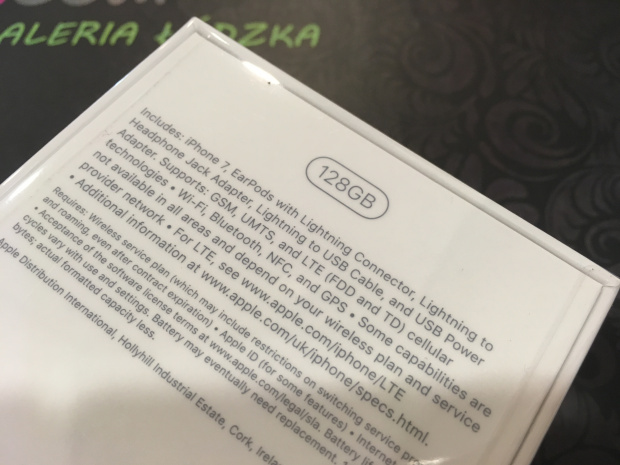 ALERIA ŁÓDZKA
128GB
Includes: iPhone 7, EarPods with Lightning Connector, Lightning to
Headphone Jack Adapter, Lightning to USB Cable, and USB Power
Adapter. Supports: GSM, UMTS, and LTE (FDD and TD) cellular
technologies • Wi-Fi, Bluetooth, NFC, and GPS • Some capabilities are
not available in all areas and depend on your wireless plan and service
provider network • For LTE, see www.apple.com/iphone/LTE
• Additional information at www.apple.com/uk/iphone/specs.html.
Requires: Wireless service plan (which may include restrictions on switching service pro
and roaming, even after contract expiration) • Apple ID (for some features) • Internet
• Acceptance of the software license terms at www.apple.com/legal/sla. Battery life
cycles vary with use and settings. Battery may eventually need replacement.
bytes; actual formatted capacity less.
Apple Distribution International, Hollyhill Industrial Estate, Cork, Irela